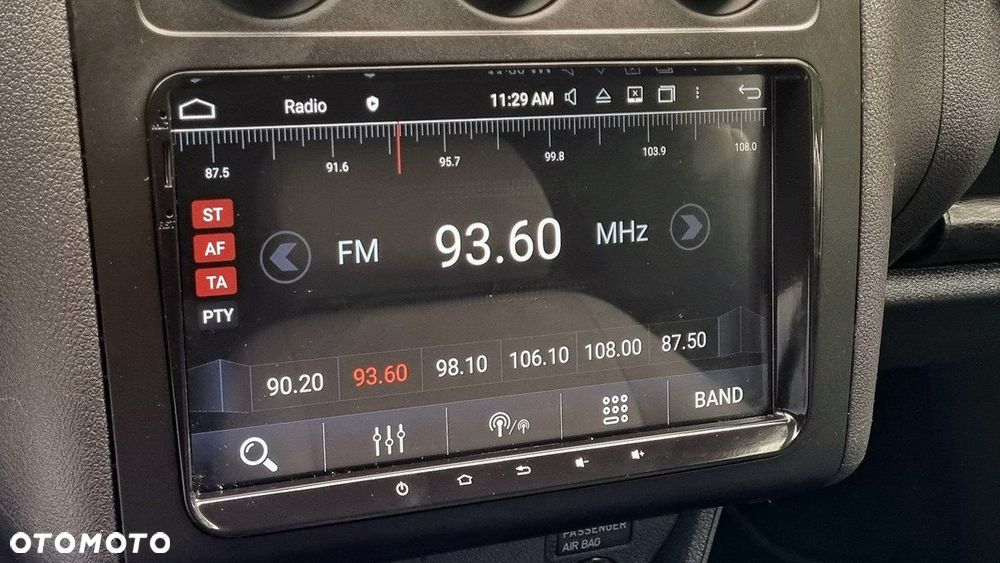 Radio 11:29 AM
MIC
87.5 91.6 95.7 99.8 103.9 108.0
RST
ST
AF
TA
PTY
FM 93.60 MHz
90.20 93.60 98.10 106.10 108.00 87.50
BAND
PASSENGER
AIR BAG
OTOMOTO